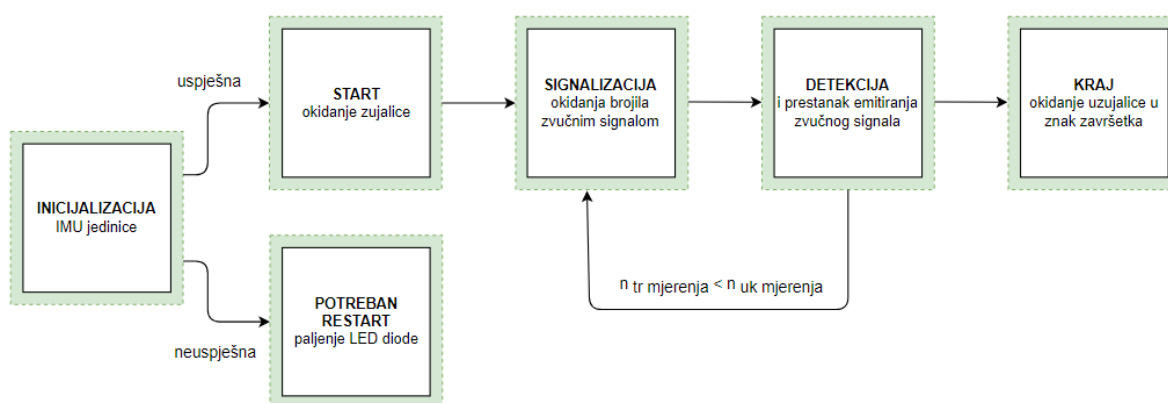 uspješna
START
okidanje zujalice
SIGNALIZACIJA
okidanja brojila
zvučnim signalom
DETEKCIJA
i prestanak emitiranja
zvučnog signala
KRAJ
okidanje uzujalice u
znak završetka
INICIJALIZACIJA
IMU jedinice
n tr mjerenja < n uk mjerenja
POTREBAN
RESTART
paljenje LED diode
neuspješna